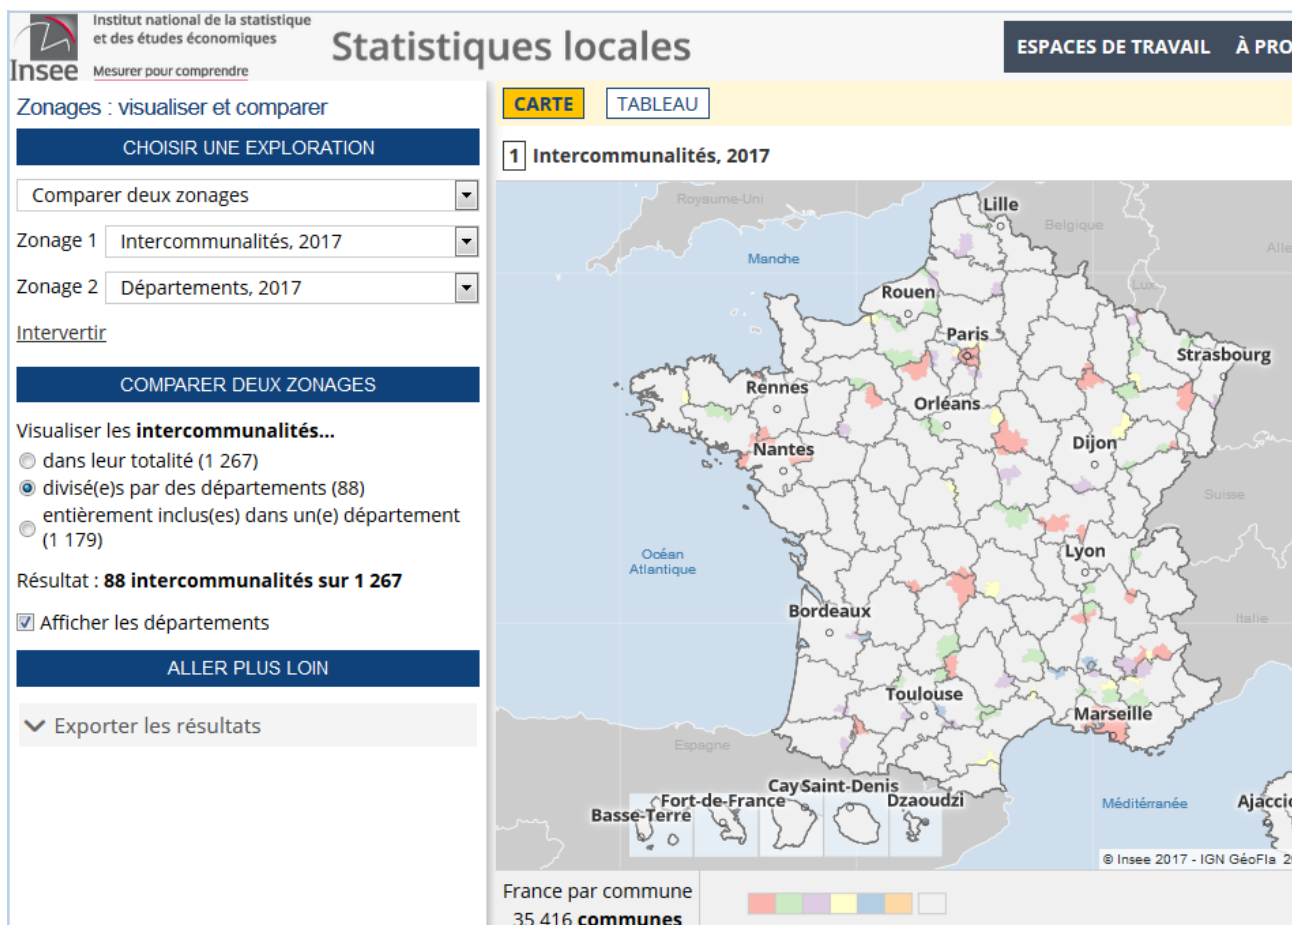 Institut national de la statistique
et des études économiques
Insee
Mesurer pour comprendre
Statistiques locales
ESPACES DE TRAVAIL
À PRO
Zonages : visualiser et comparer
CHOISIR UNE EXPLORATION
Comparer deux zonages
Zonage 1 Intercommunalités, 2017
Zonage 2 Départements, 2017
Intervertir
COMPARER DEUX ZONAGES
Visualiser les intercommunalités...
dans leur totalité (1 267)
divisé(e)s par des départements (88)
entièrement inclus(es) dans un(e) département
(1 179)
Résultat : 88 intercommunalités sur 1 267
Afficher les départements
ALLER PLUS LOIN
Exporter les résultats
CARTE
TABLEAU
1 Intercommunalités, 2017
Royaume-Uni
Lille
Belgique
Alle
Manche
Lux
Rouen
Paris
Strasbourg
Rennes
Orléans
Nantes
Dijon
Suisse
Océan
Atlantique
Lyon
Bordeaux
Italie
Toulouse
Marseille
Espagne
Cay
Saint-Denis
Fort-de-France
Dzaoudzi
Basse-Terre
Méditérranée
Ajaccio
© Insee 2017 - IGN GéoFla 20
France par commune
35 416 communes